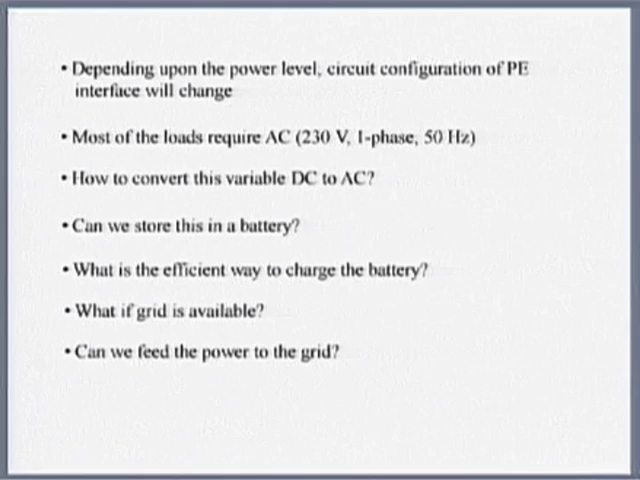 • Depending upon the power level, circuit configuration of PE
interface will change
• Most of the loads require AC (230 V, 1-phase, 50 Hz)
• How to convert this variable DC to AC?
• Can we store this in a battery?
• What is the efficient way to charge the battery?
• What if grid is available?
• Can we feed the power to the grid?